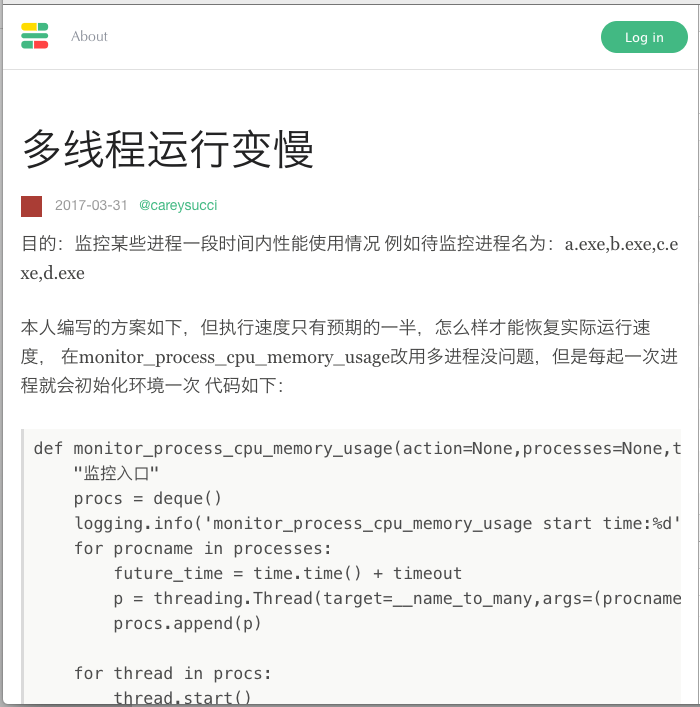 About
Log in
多线程运行变慢
2017-03-31 @careysucci
目的：监控某些进程一段时间内性能使用情况 例如待监控进程名为：a.exe,b.exe,c.e
xe,d.exe
本人编写的方案如下，但执行速度只有预期的一半，怎么样才能恢复实际运行速
度， 在monitor_process_cpu_memory_usage改用多进程没问题，但是每起一次进
程就会初始化环境一次 代码如下：
def monitor_process_cpu_memory_usage(action=None,processes=None,t
    "监控入口"
    procs = deque()
    logging.info('monitor_process_cpu_memory_usage start time:%d'
    for procname in processes:
        future_time = time.time() + timeout
        p = threading.Thread(target=__name_to_many,args=(procname
        procs.append(p)
    for thread in procs:
        thread.start()